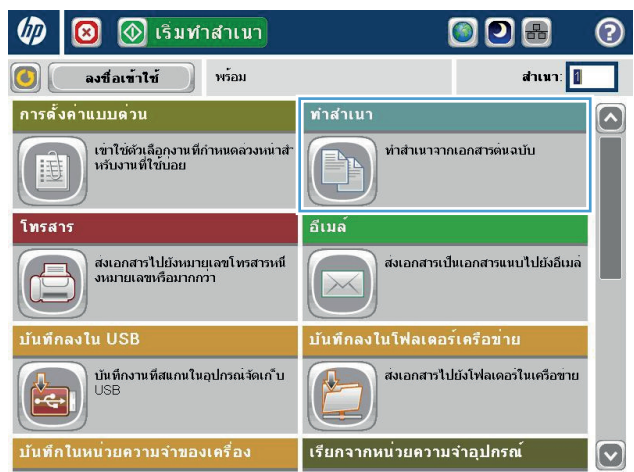 hp
เริ่มทำสำเนา
?
ลงชื่อเข้าใช้
พร้อม
สำเนา: 1
การตั้งค่าแบบด่วน
เข้าใช้ตัวเลือกงานที่กำหนดล่วงหน้าสำ
หรับงานที่ใช้บ่อย
ทำสำเนา
ทำสำเนาจากเอกสารต้นฉบับ
โทรสาร
ส่งเอกสารไปยังหมายเลขโทรสารหนึ่
งหมายเลขหรือมากกว่า
อีเมล์
ส่งเอกสารเป็นเอกสารแนบไปยังอีเมล
บันทึกลงใน USB
บันทึกงานที่สแกนในอุปกรณ์จัดเก็บ
USB
บันทึกลงในโฟลเดอร์เครือข่าย
ส่งเอกสารไปยังโฟลเดอร์ในเครือข่าย
บันทึกในหน่วยความจำของเครื่อง
เรียกจากหน่วยความจำอุปกรณ์